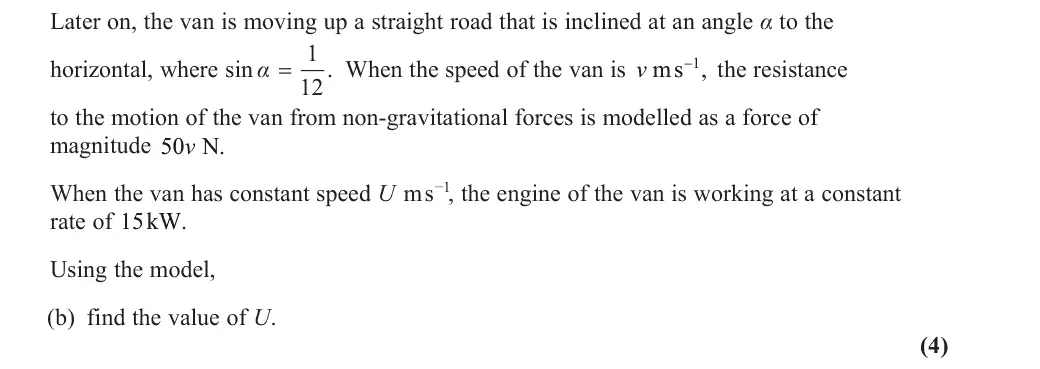 Later on, the van is moving up a straight road that is inclined at an angle α to the
horizontal, where sin α = 1/12. When the speed of the van is v m s⁻¹, the resistance
to the motion of the van from non-gravitational forces is modelled as a force of
magnitude 50v N.
When the van has constant speed U m s⁻¹, the engine of the van is working at a constant
rate of 15 kW.
Using the model,
(b) find the value of U.
(4)